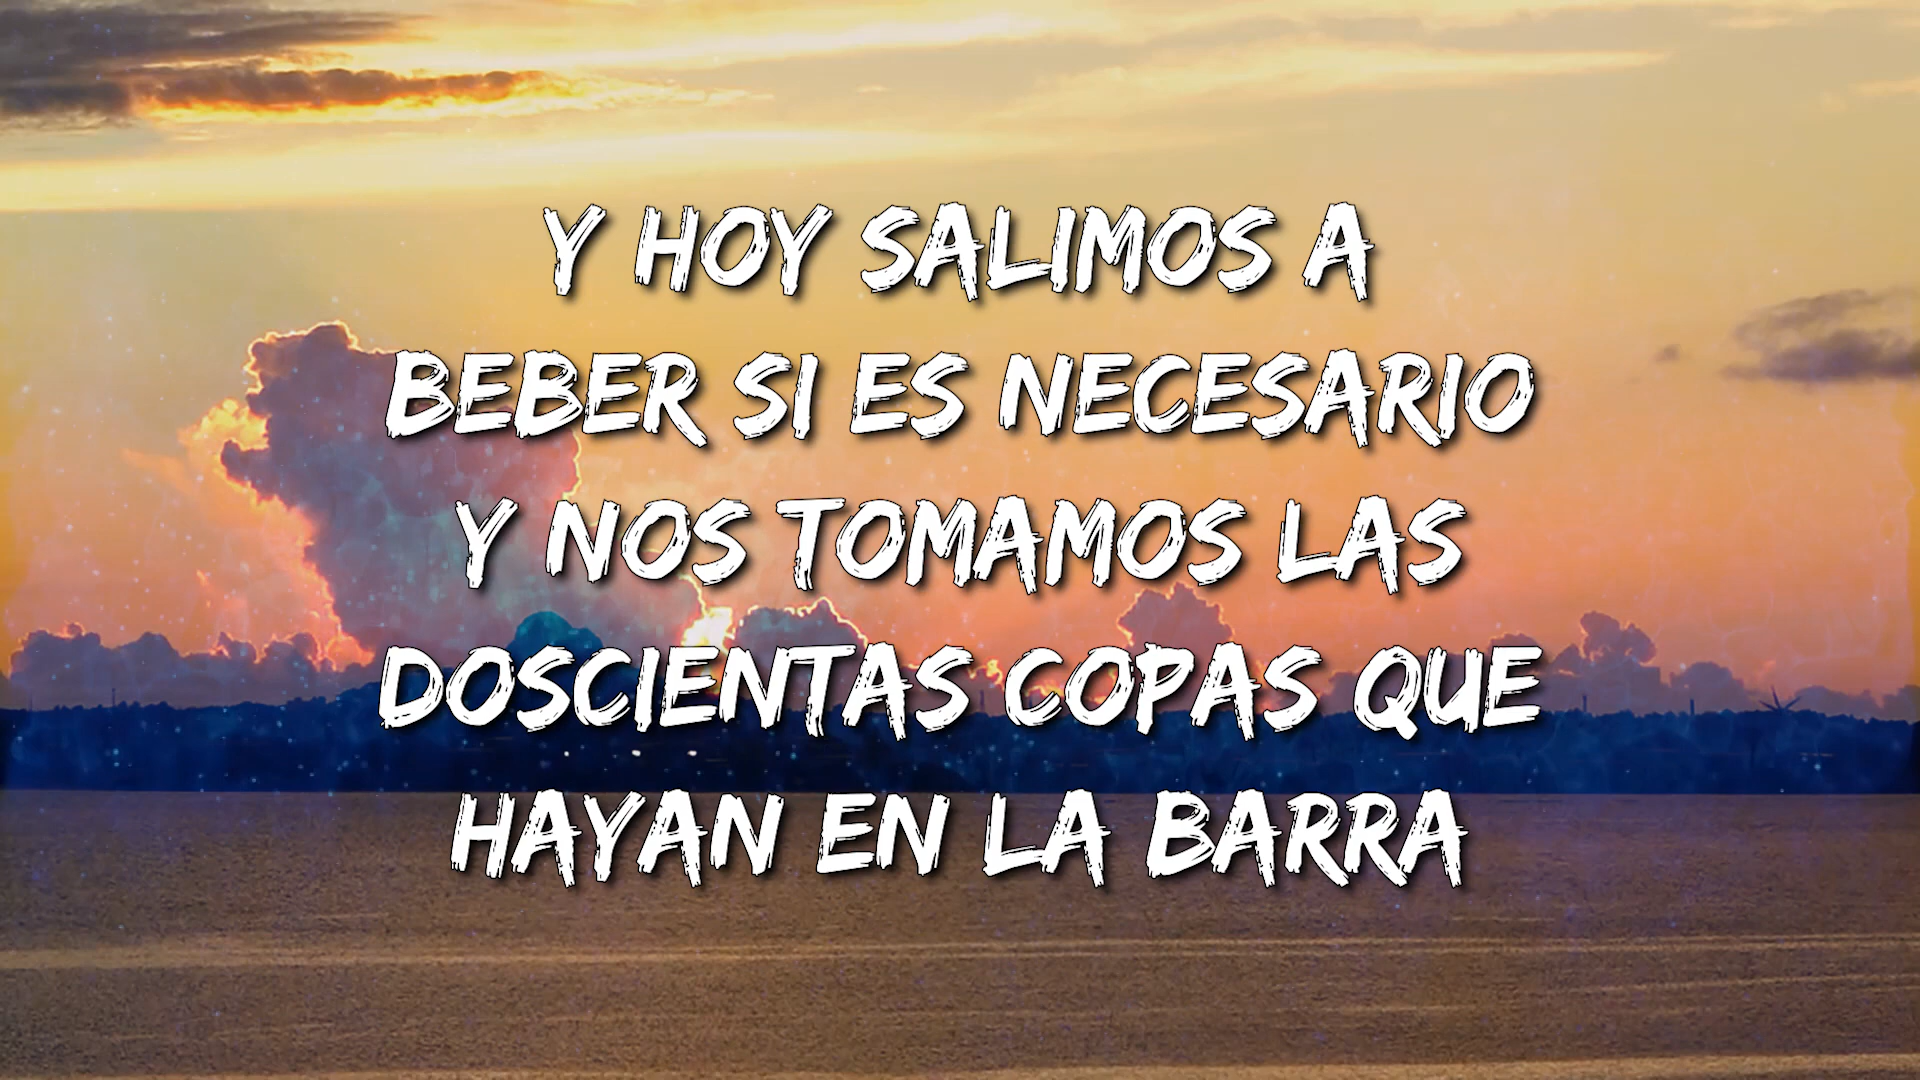 Y HOY SALIMOS A
BEBER SI ES NECESARIO
Y NOS TOMAMOS LAS
DOSCIENTAS COPAS QUE
HAYAN EN LA BARRA